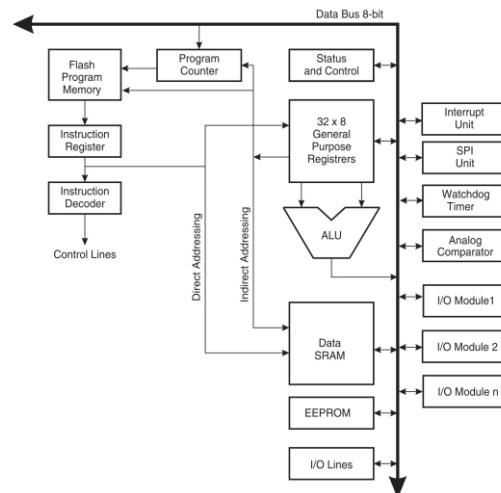 Data Bus 8-bit
Flash
Program
Memory
Program
Counter
Status
and Control
Instruction
Register
32 x 8
General
Purpose
Registrers
Interrupt
Unit
SPI
Unit
Instruction
Decoder
Watchdog
Timer
Control Lines
Direct Addressing
Indirect Addressing
ALU
Analog
Comparator
I/O Module1
Data
SRAM
I/O Module 2
EEPROM
I/O Module n
I/O Lines